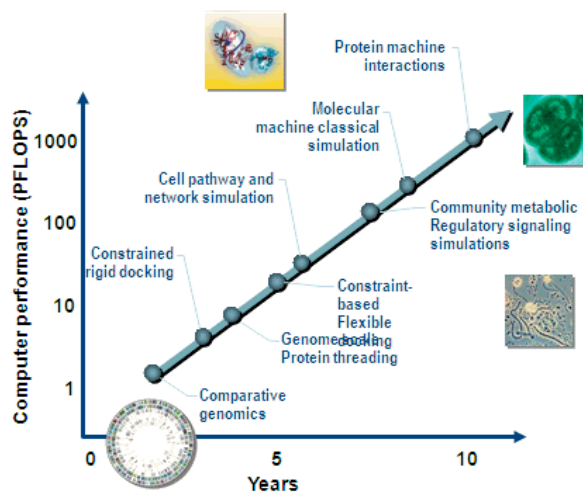 Protein machine
interactions
Molecular
machine classical
simulation
Cell pathway and
network simulation
Community metabolic
Regulatory signaling
simulations
Constrained
rigid docking
Constraint-
based
Flexible
docking
Genome scale
Protein threading
Comparative
genomics
Computer performance (PFLOPS)
1000
100
10
1
0
5
10
Years